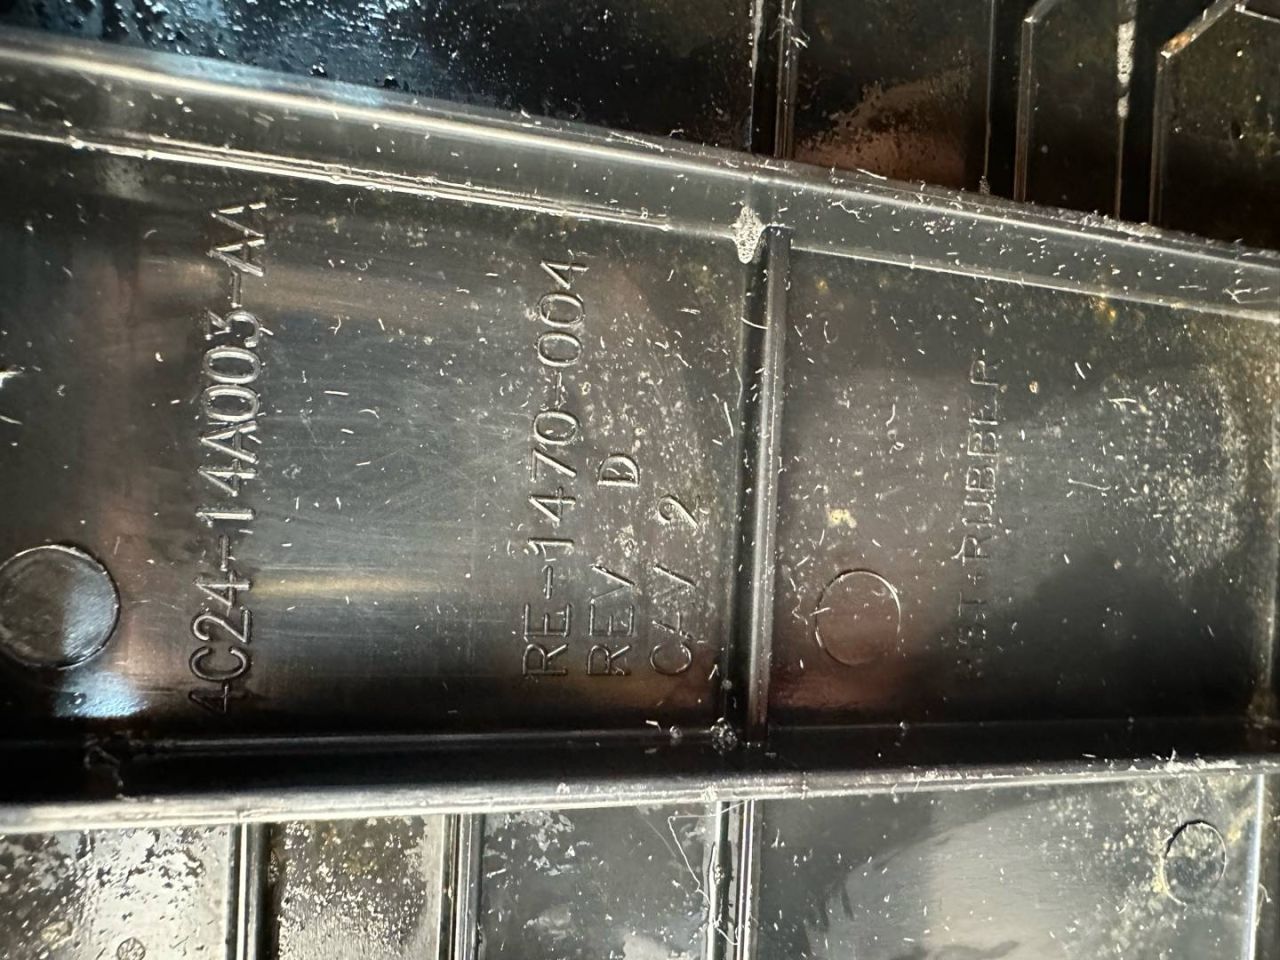 4C24-14A003-AA
RE-1470-004
REV D
CAV 2
RUBBER